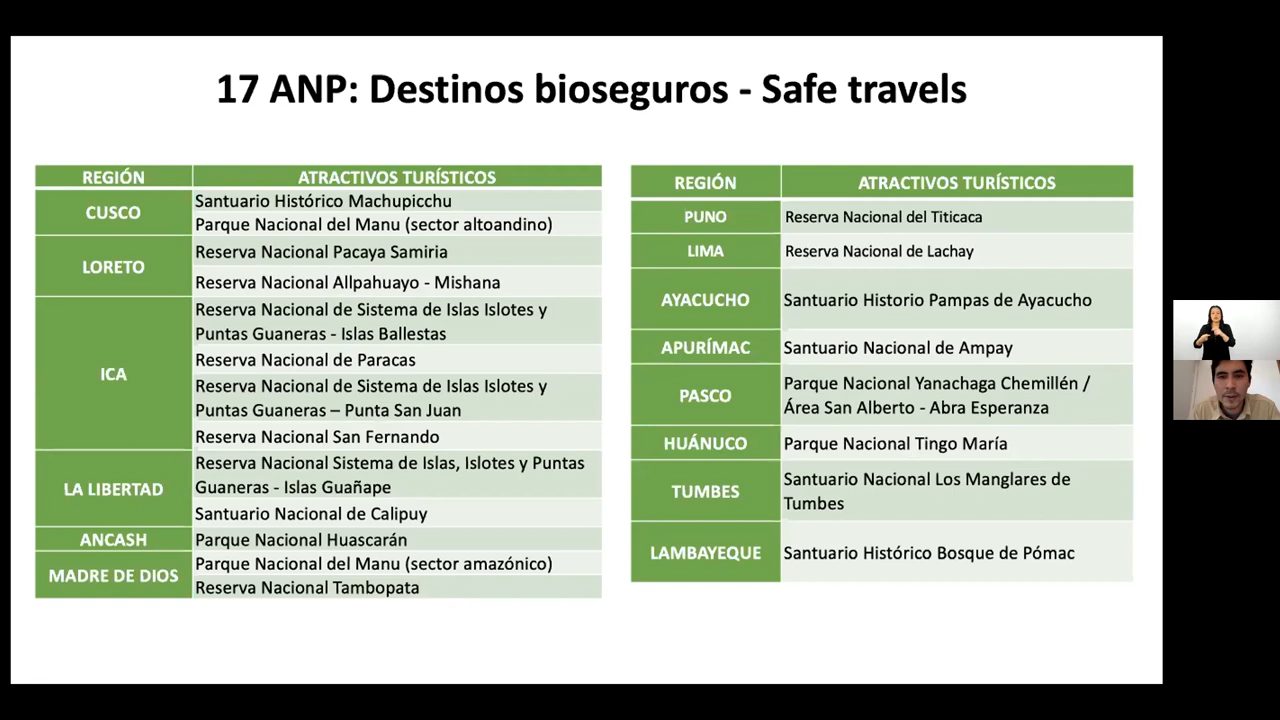 17 ANP: Destinos bioseguros - Safe travels
REGIÓN ATRACTIVOS TURÍSTICOS
CUSCO
Santuario Histórico Machupicchu
Parque Nacional del Manu (sector altoandino)
LORETO
Reserva Nacional Pacaya Samiria
Reserva Nacional Allpahuayo - Mishana
ICA
Reserva Nacional de Sistema de Islas Islotes y
Puntas Guaneras - Islas Ballestas
Reserva Nacional de Paracas
Reserva Nacional de Sistema de Islas Islotes y
Puntas Guaneras – Punta San Juan
Reserva Nacional San Fernando
LA LIBERTAD
Reserva Nacional Sistema de Islas, Islotes y Puntas
Guaneras - Islas Guañape
Santuario Nacional de Calipuy
ANCASH
Parque Nacional Huascarán
MADRE DE DIOS
Parque Nacional del Manu (sector amazónico)
Reserva Nacional Tambopata
REGIÓN ATRACTIVOS TURÍSTICOS
PUNO
Reserva Nacional del Titicaca
LIMA
Reserva Nacional de Lachay
AYACUCHO
Santuario Historio Pampas de Ayacucho
APURÍMAC
Santuario Nacional de Ampay
PASCO
Parque Nacional Yanachaga Chemillén /
Área San Alberto - Abra Esperanza
HUÁNUCO
Parque Nacional Tingo María
TUMBES
Santuario Nacional Los Manglares de
Tumbes
LAMBAYEQUE
Santuario Histórico Bosque de Pómac